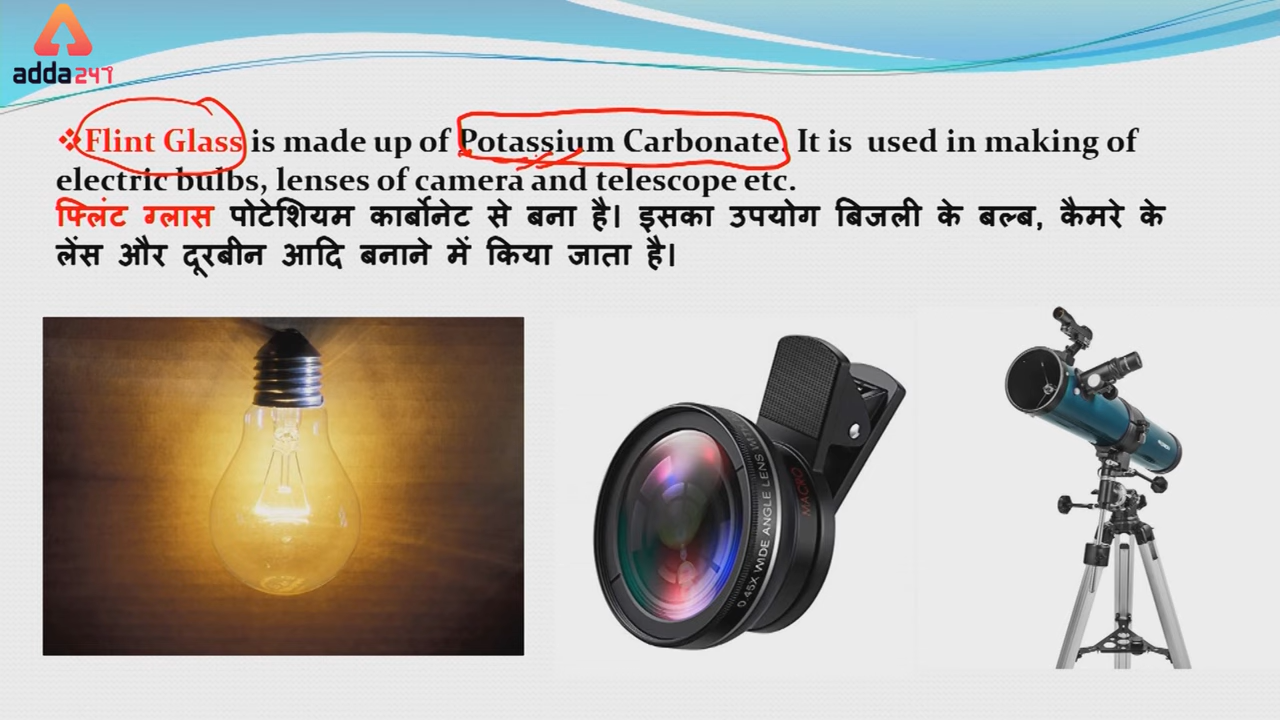 adda247
❖Flint Glass is made up of Potassium Carbonate. It is used in making of
electric bulbs, lenses of camera and telescope etc.
फ्लिंट ग्लास पोटेशियम कार्बोनेट से बना है। इसका उपयोग बिजली के बल्ब, कैमरे के
लेंस और दूरबीन आदि बनाने में किया जाता है।
0.45X WIDE ANGLE LENS
MACRO